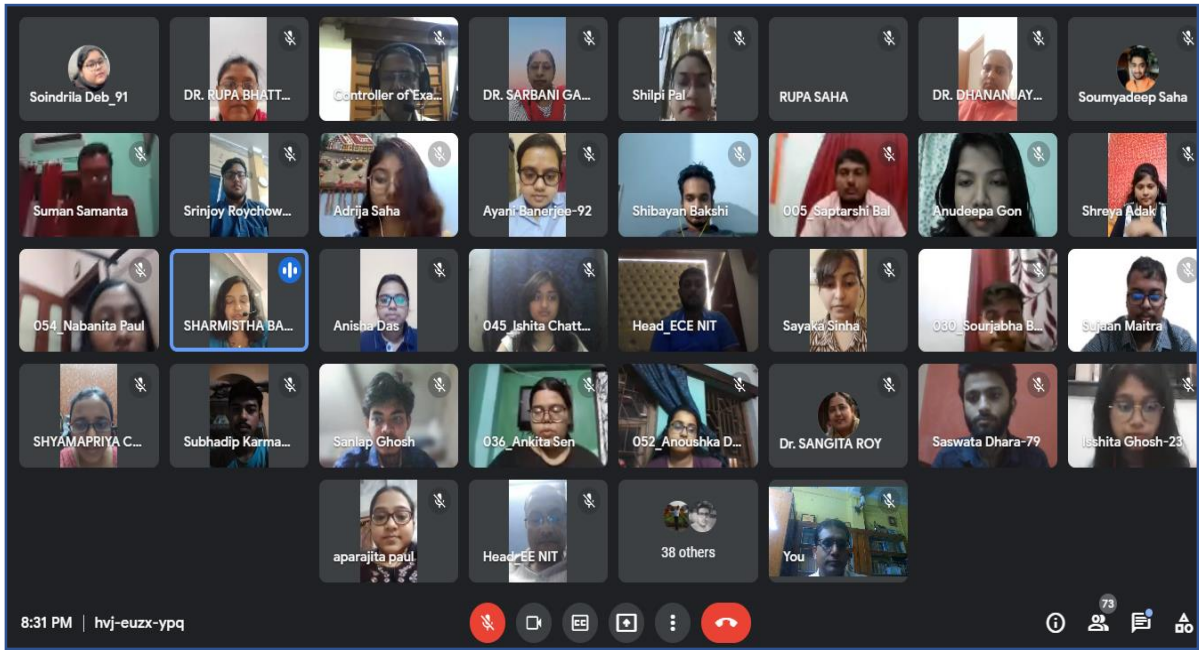 Soindrila Deb_91
DR. RUPA BHATT...
Controller of Exa...
DR. SARBANI GA...
Shilpi Pal
RUPA SAHA
DR. DHANANJAY...
Soumyadeep Saha
Suman Samanta
Srinjoy Roychow...
Adrija Saha
Ayani Banerjee-92
Shibayan Bakshi
005_Saptarshi Bal
Anudeepa Gon
Shreya Adak
054_Nabanita Paul
SHARMISTHA BA...
Anisha Das
045_Ishita Chatt...
Head_ECE NIT
Sayaka Sinha
030_Sourjabha B...
Sujaan Maitra
SHYAMAPRIYA C...
Subhadip Karma...
Sanlap Ghosh
036_Ankita Sen
052_Anoushka D...
Dr. SANGITA ROY
Saswata Dhara-79
Isshita Ghosh-23
aparajita paul
Head_EE NIT
38 others
You
8:31 PM | hvj-euzx-ypq
CC
73